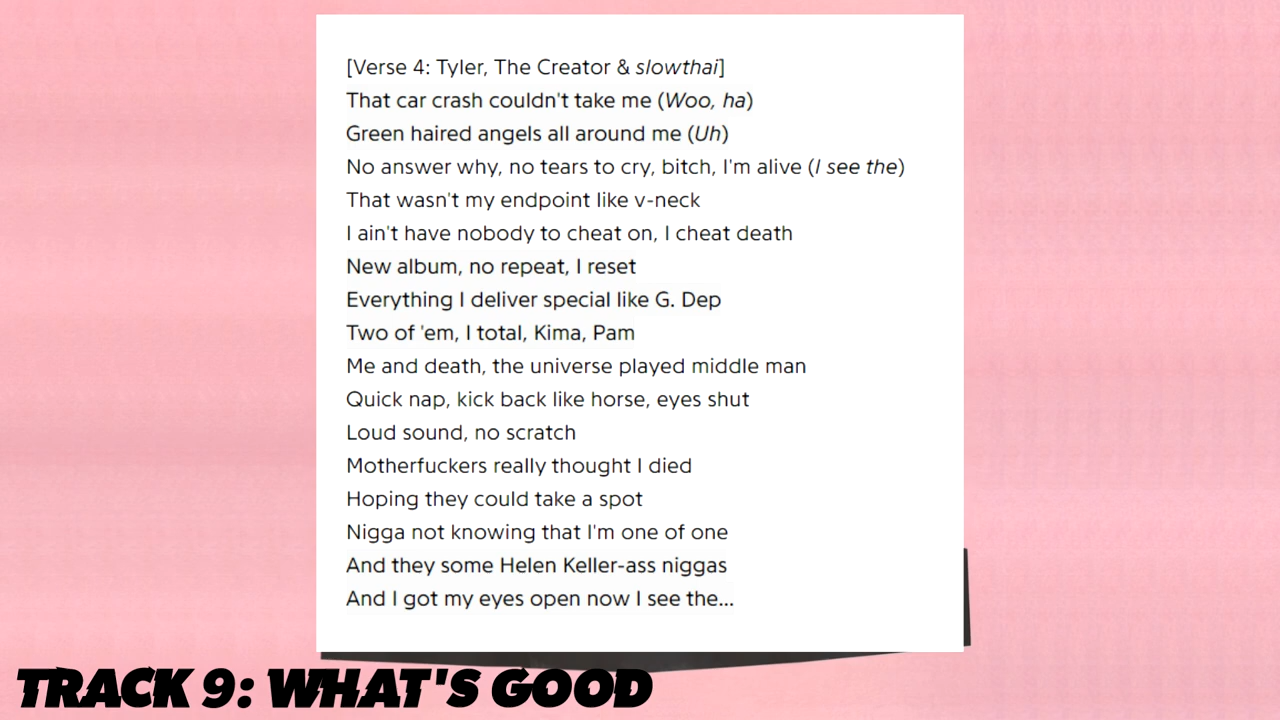 [Verse 4: Tyler, The Creator & slowthai]
That car crash couldn't take me (Woo, ha)
Green haired angels all around me (Uh)
No answer why, no tears to cry, bitch, I'm alive (I see the)
That wasn't my endpoint like v-neck
I ain't have nobody to cheat on, I cheat death
New album, no repeat, I reset
Everything I deliver special like G. Dep
Two of 'em, I total, Kima, Pam
Me and death, the universe played middle man
Quick nap, kick back like horse, eyes shut
Loud sound, no scratch
Motherfuckers really thought I died
Hoping they could take a spot
Nigga not knowing that I'm one of one
And they some Helen Keller-ass niggas
And I got my eyes open now I see the...
TRACK 9: WHAT'S GOOD